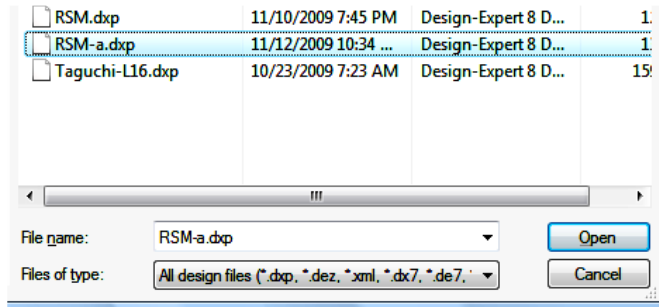 RSM.dxp 11/10/2009 7:45 PM Design-Expert 8 D...
RSM-a.dxp 11/12/2009 10:34 ... Design-Expert 8 D...
Taguchi-L16.dxp 10/23/2009 7:23 AM Design-Expert 8 D...
File name: RSM-a.dxp Open
Files of type: All design files (*.dxp, *.dez, *.xml, *.dx7, *.de7, Cancel